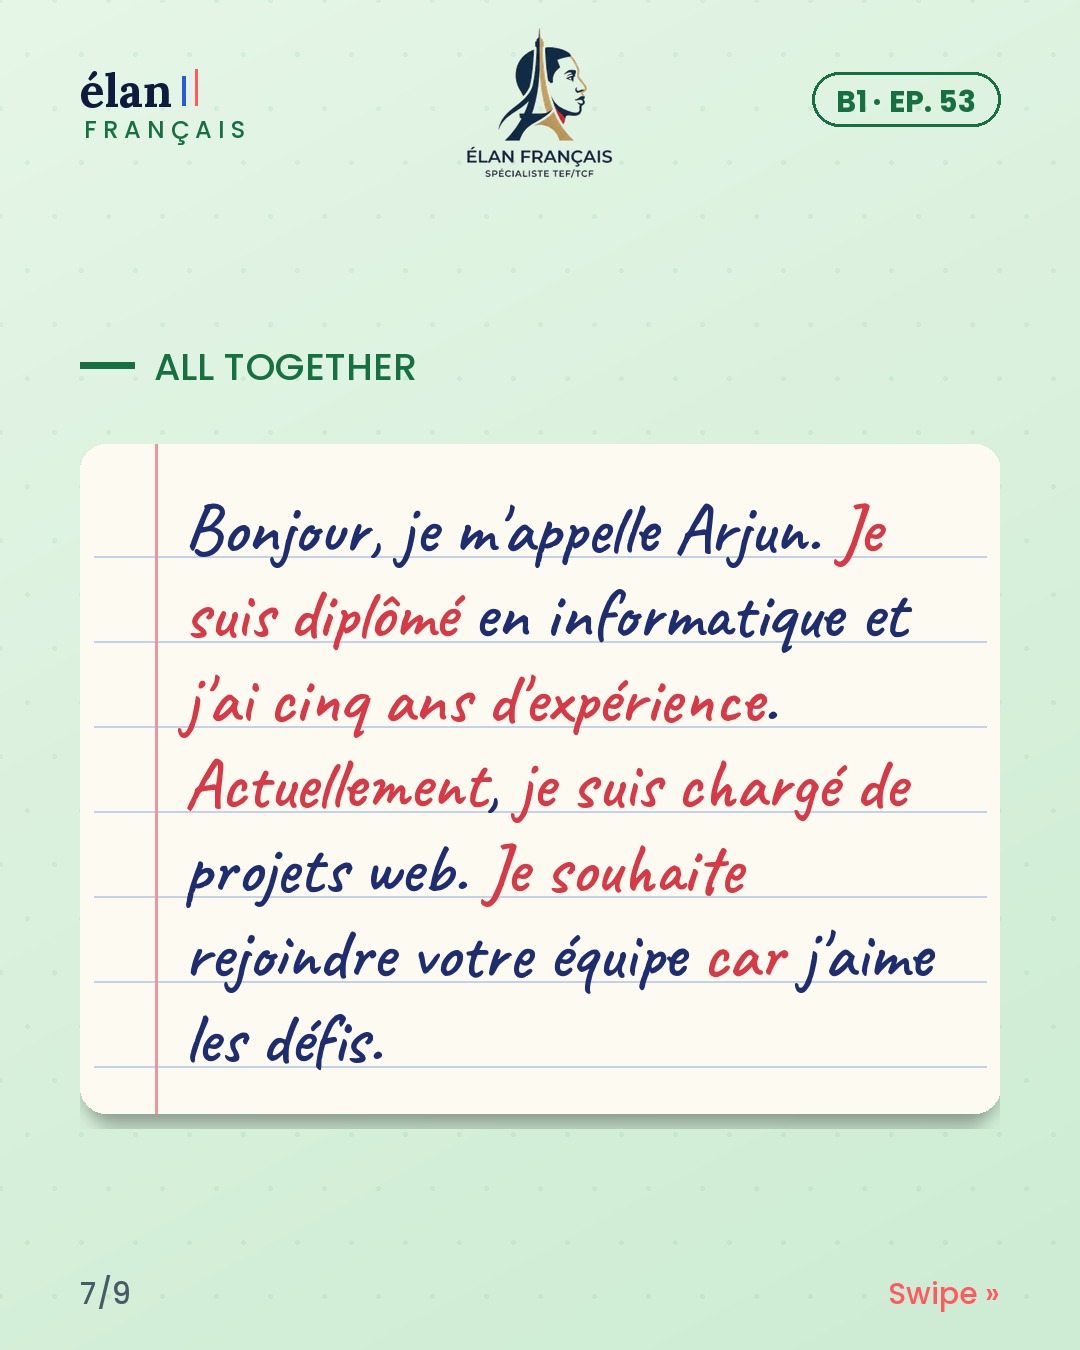 élan
FRANÇAIS
ÉLAN FRANÇAIS
SPÉCIALISTE TEF/TCF
B1 · EP. 53
ALL TOGETHER
Bonjour, je m'appelle Arjun. Je
suis diplômé en informatique et
j'ai cinq ans d'expérience.
Actuellement, je suis chargé de
projets web. Je souhaite
rejoindre votre équipe car j'aime
les défis.
7/9
Swipe »